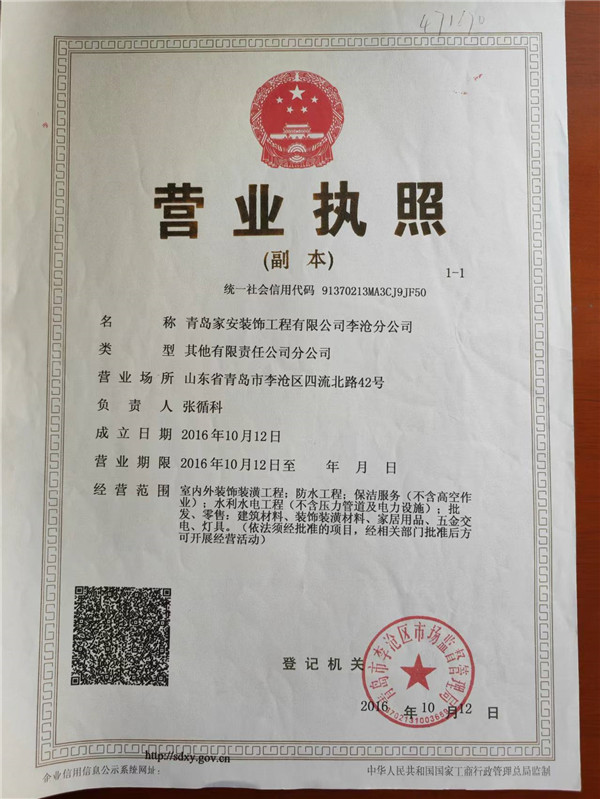 471170
营业执照
(副 本)
1-1
统一社会信用代码 91370213MA3CJ9JF50
名 称 青岛家安装饰工程有限公司李沧分公司
类 型 其他有限责任公司分公司
营业场所 山东省青岛市李沧区四流北路42号
负 责 人 张循科
成立日期 2016年10月12日
营业期限 2016年10月12日至 年 月 日
经营范围 室内外装饰装潢工程；防水工程；保洁服务（不含高空作
业）；水利水电工程（不含压力管道及电力设施）；批
发、零售：建筑材料、装饰装潢材料、家居用品、五金交
电、灯具。（依法须经批准的项目，经相关部门批准后方
可开展经营活动）
青岛市李沧区市场监督管理局
登记机关
3702131003689
2016 年 10 月 12 日
http://sdxy.gov.cn
企业信用信息公示系统网址：
中华人民共和国国家工商行政管理总局监制